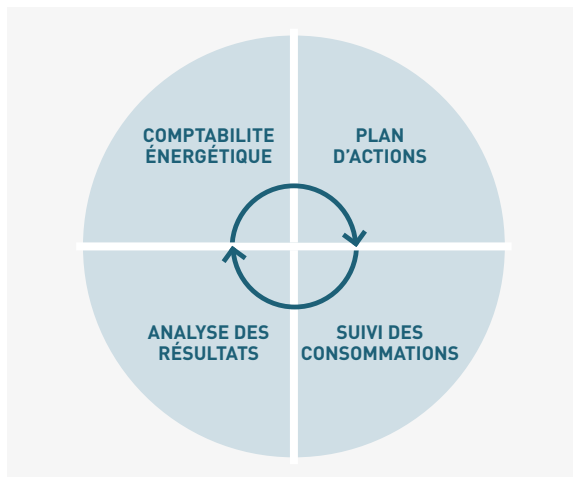 COMPTABILITE
ÉNERGÉTIQUE
PLAN
D'ACTIONS
ANALYSE DES
RÉSULTATS
SUIVI DES
CONSOMMATIONS